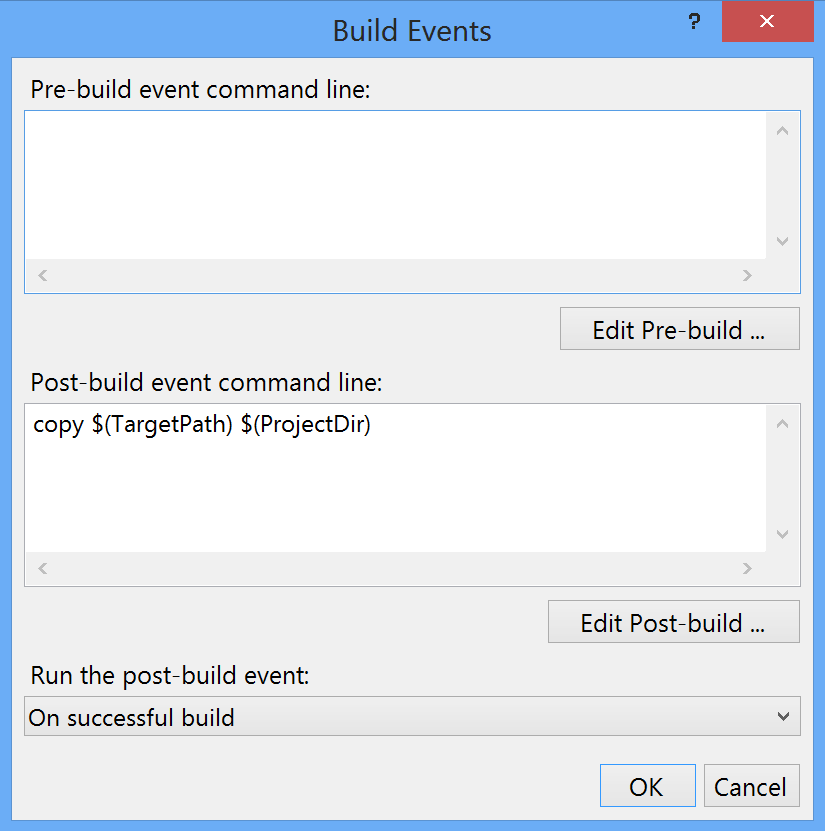 Build Events
?
Pre-build event command line:
Edit Pre-build ...
Post-build event command line:
copy $(TargetPath) $(ProjectDir)
Edit Post-build ...
Run the post-build event:
On successful build
OK
Cancel